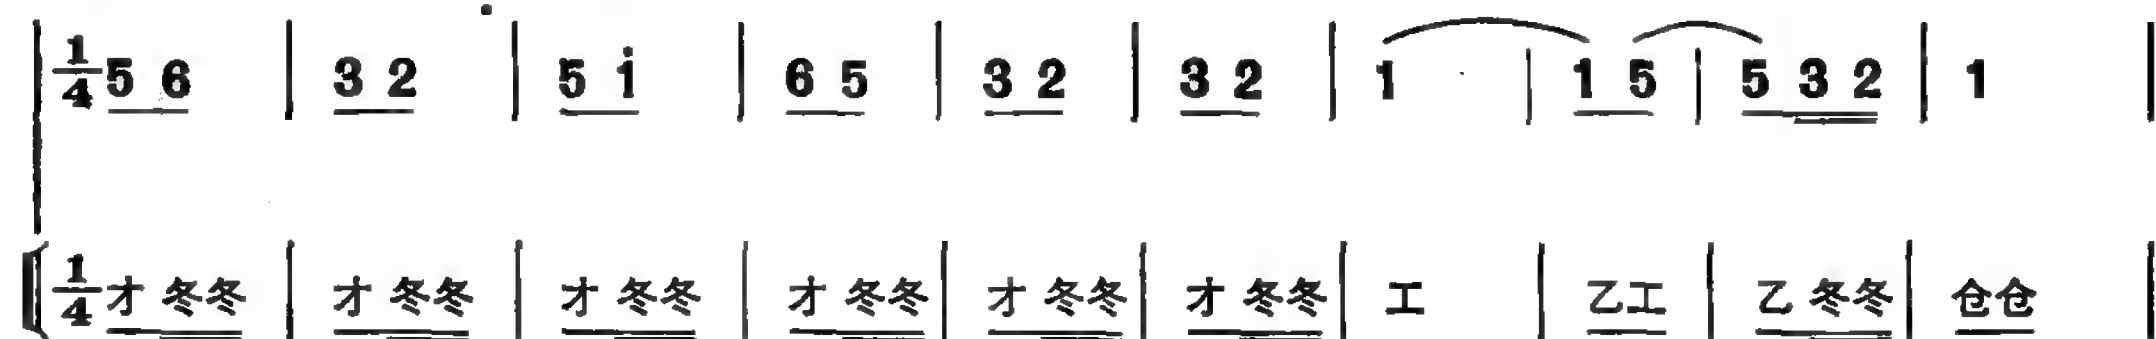 1/4 5 6 | 3 2 | 5 i | 6 5 | 3 2 | 3 2 | 1 | 1 5 | 5 3 2 | 1 |
1/4 才 冬冬 | 才 冬冬 | 才 冬冬 | 才 冬冬 | 才 冬冬 | 才 冬冬 | 工 | 乙工 | 乙 冬冬 | 仓仓 |